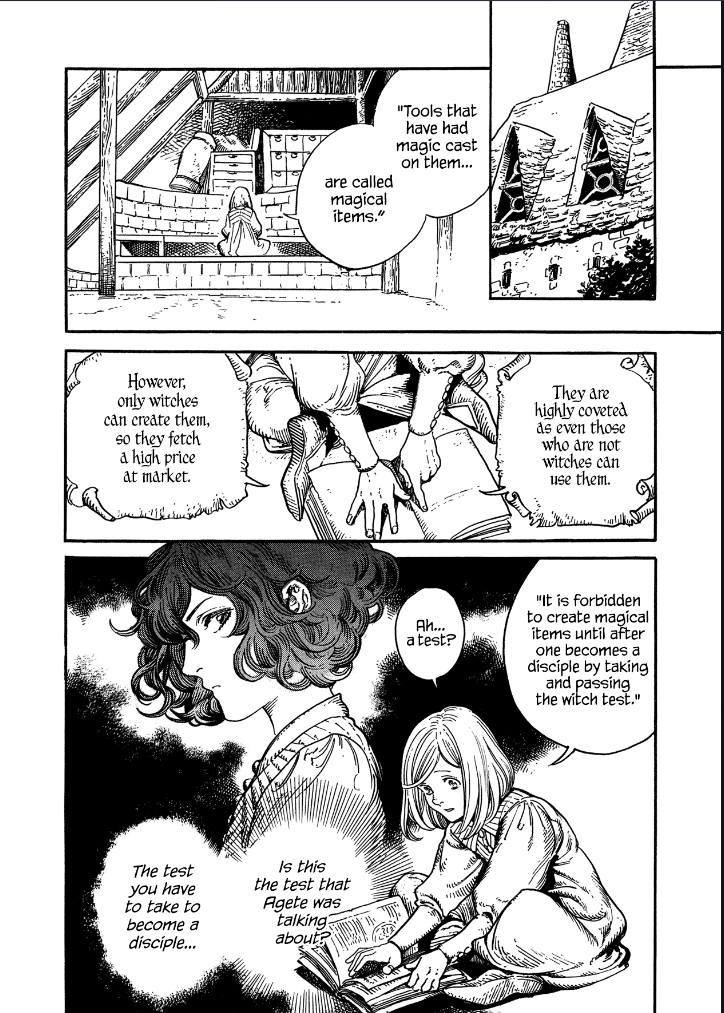 "Tools that
have had
magic cast
on them...
are called
magical
items."
They are
highly coveted
as even those
who are not
witches can
use them.
However,
only witches
can create them,
so they fetch
a high price
at market.
"It is forbidden
to create magical
items until after
one becomes a
disciple by taking
and passing
the witch test."
Ah...
a test?
Is this
the test that
Agete was
talking
about?
The test
you have
to take to
become a
disciple...